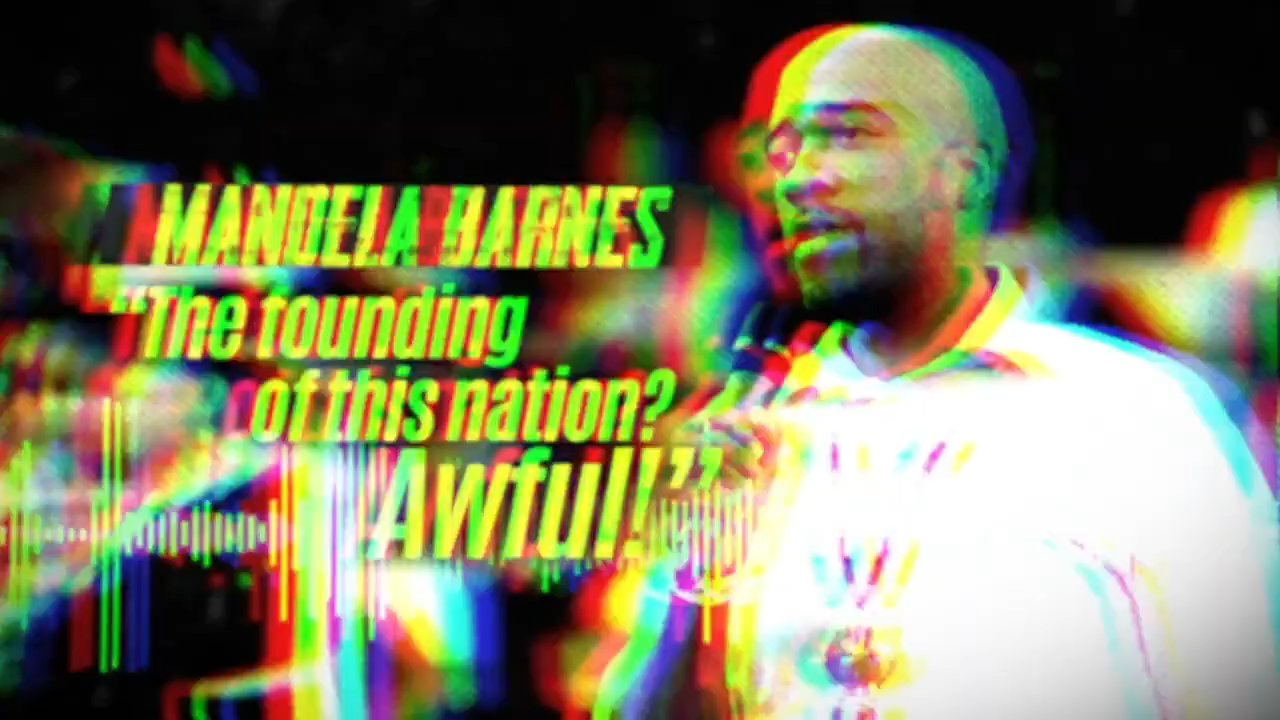 MANDELA BARNES
“The founding
of this nation?
Awful!”